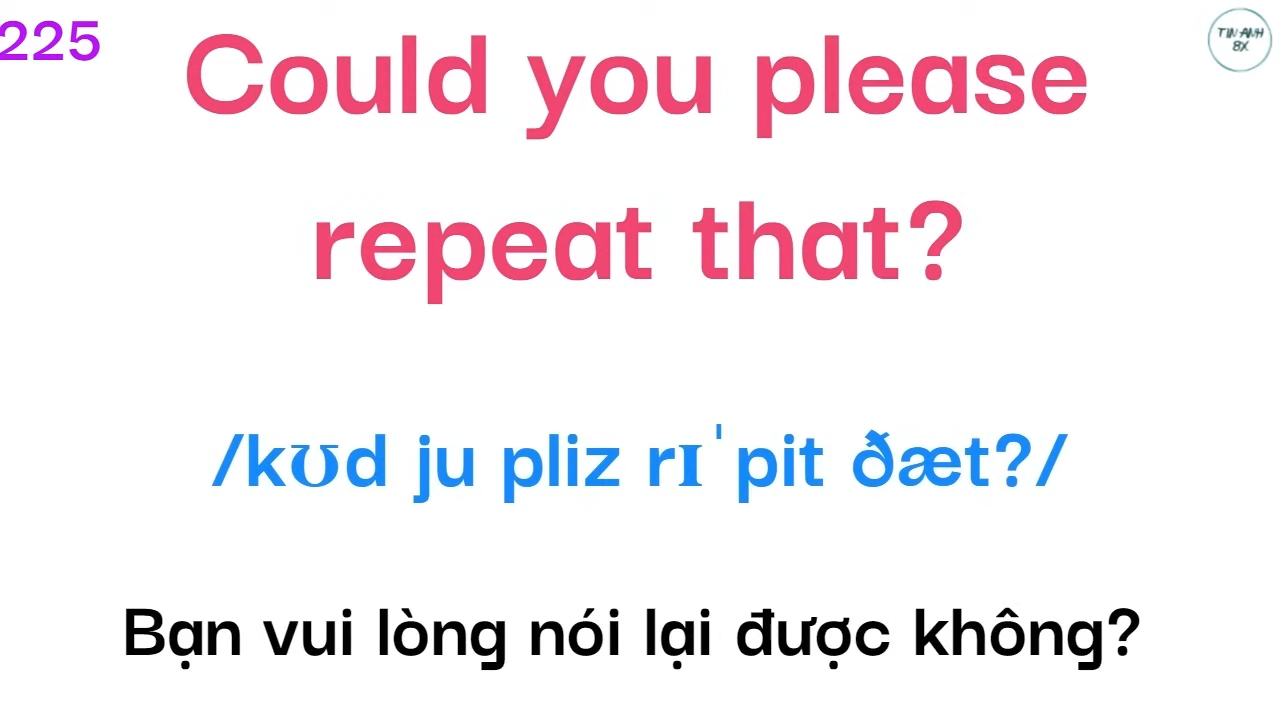 225
TIN ANH
8X
Could you please
repeat that?
/kʊd ju pliz rɪˈpit ðæt?/
Bạn vui lòng nói lại được không?